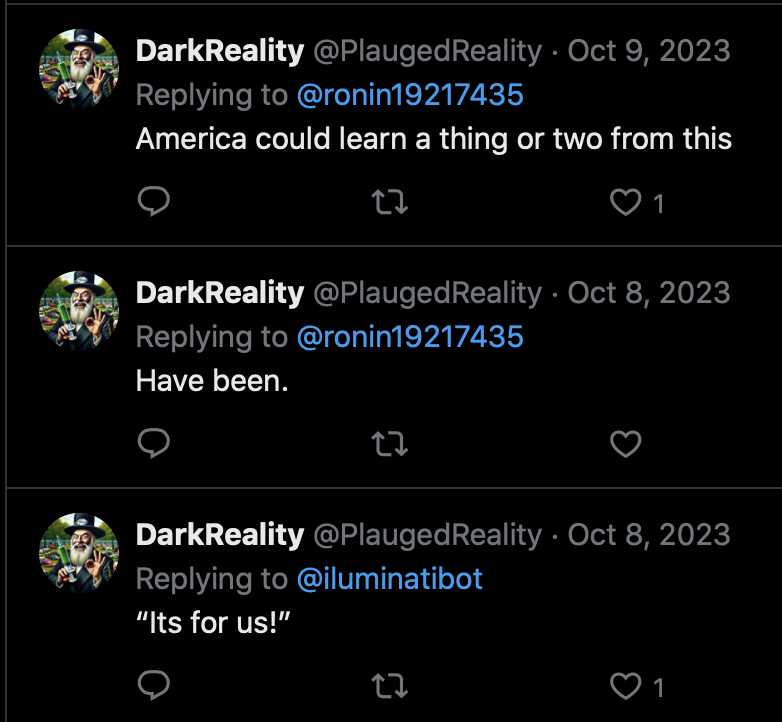 DarkReality @PlaugedReality · Oct 9, 2023
Replying to @ronin19217435
America could learn a thing or two from this
1
DarkReality @PlaugedReality · Oct 8, 2023
Replying to @ronin19217435
Have been.
DarkReality @PlaugedReality · Oct 8, 2023
Replying to @iluminatibot
“Its for us!”
1